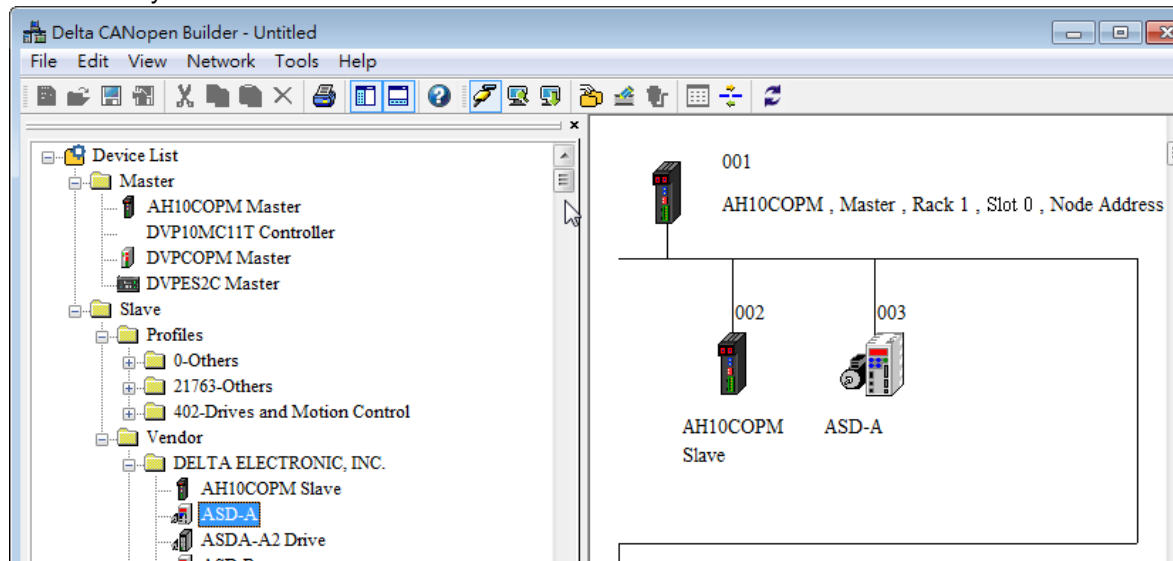 Delta CANopen Builder - Untitled
File Edit View Network Tools Help
Device List
Master
AH10COPM Master
DVP10MC11T Controller
DVPCOPM Master
DVPES2C Master
Slave
Profiles
0-Others
21763-Others
402-Drives and Motion Control
Vendor
DELTA ELECTRONIC, INC.
AH10COPM Slave
ASD-A
ASDA-A2 Drive
001
AH10COPM , Master , Rack 1 , Slot 0 , Node Address
002
003
AH10COPM
Slave
ASD-A